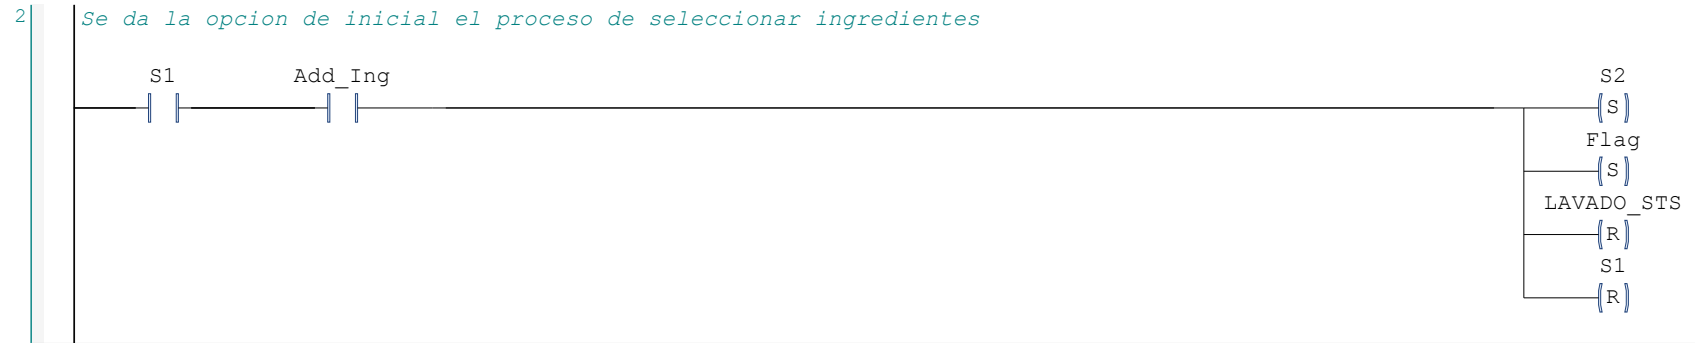 2
Se da la opcion de inicial el proceso de seleccionar ingredientes
S1 Add_Ing S2
S
Flag
S
LAVADO_STS
R
S1
R